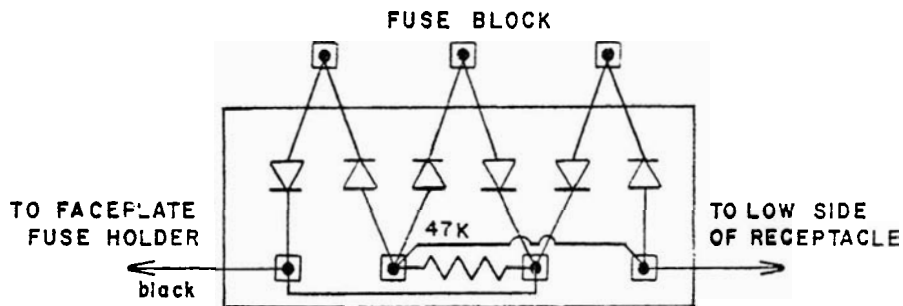 FUSE BLOCK
47K
TO FACEPLATE
FUSE HOLDER
black
TO LOW SIDE
OF RECEPTACLE